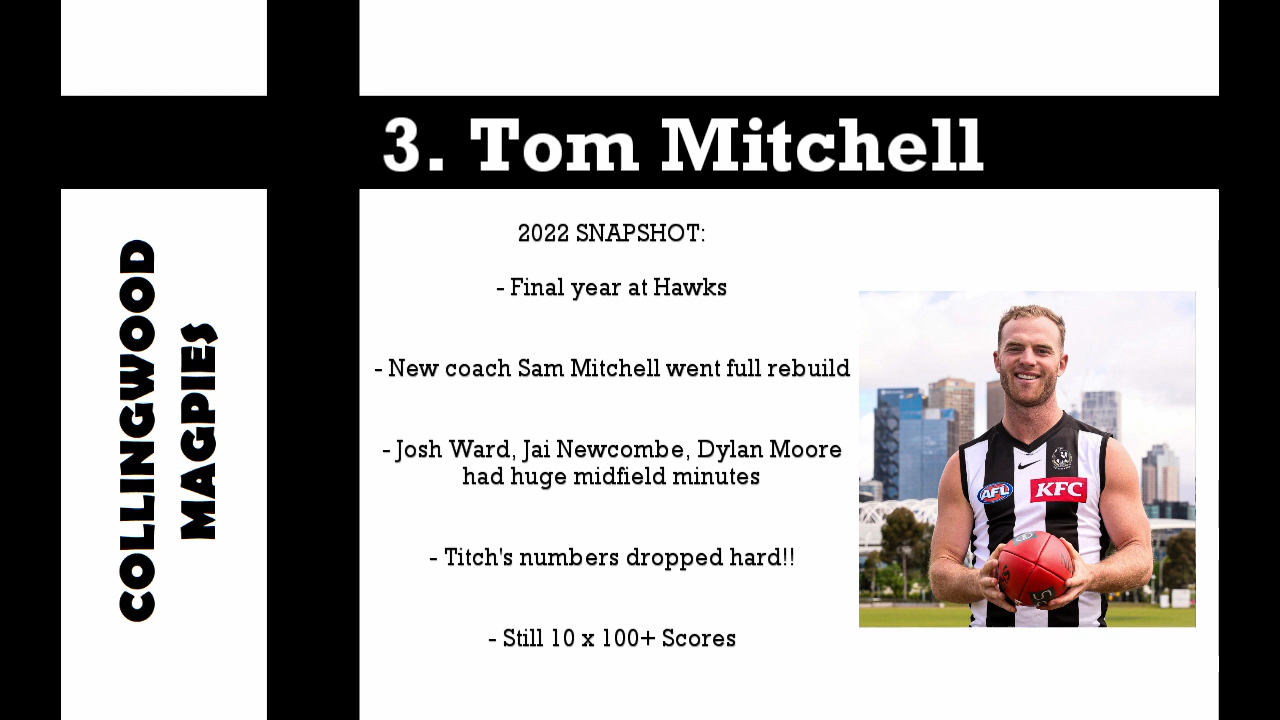 3. Tom Mitchell
COLLINGWOOD
MAGPIES
2022 SNAPSHOT:
- Final year at Hawks
- New coach Sam Mitchell went full rebuild
- Josh Ward, Jai Newcombe, Dylan Moore
had huge midfield minutes
- Titch's numbers dropped hard!!
- Still 10 x 100+ Scores
AFL
KFC